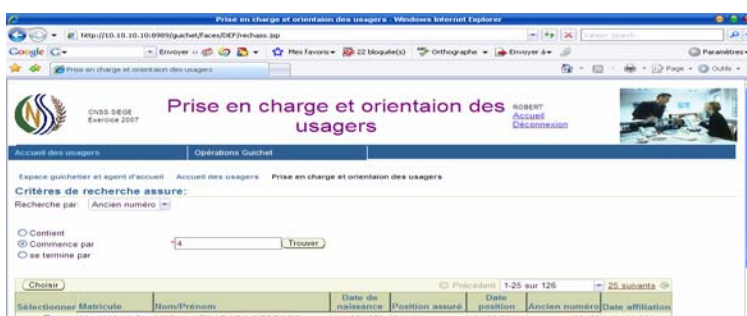 Prise en charge et orientaion des usagers - Windows Internet Explorer
http://10.10.10.10:8989/guichet/faces/DEP/rechass.jsp
Google G Envoyer Mes favoris 22 bloqué(s) Orthographe Envoyer à Paramètres
Prise en charge et orientaion des usagers Page Outils
CNSS SIEGE
Exercice 2007
Prise en charge et orientaion des
usagers
ROBERT
Accueil
Déconnexion
Accueil des usagers Opérations Guichet
Espace guichetier et agent d'accueil Accueil des usagers Prise en charge et orientaion des usagers
Critères de recherche assure:
Recherche par Ancien numéro
Contient
Commence par *4 Trouver
se termine par
Choisir Précédent 1-25 sur 126 25 suivants
Sélectionner Matricule Nom/Prénom Date de naissance Position assuré Date position Ancien numéro Date affiliation